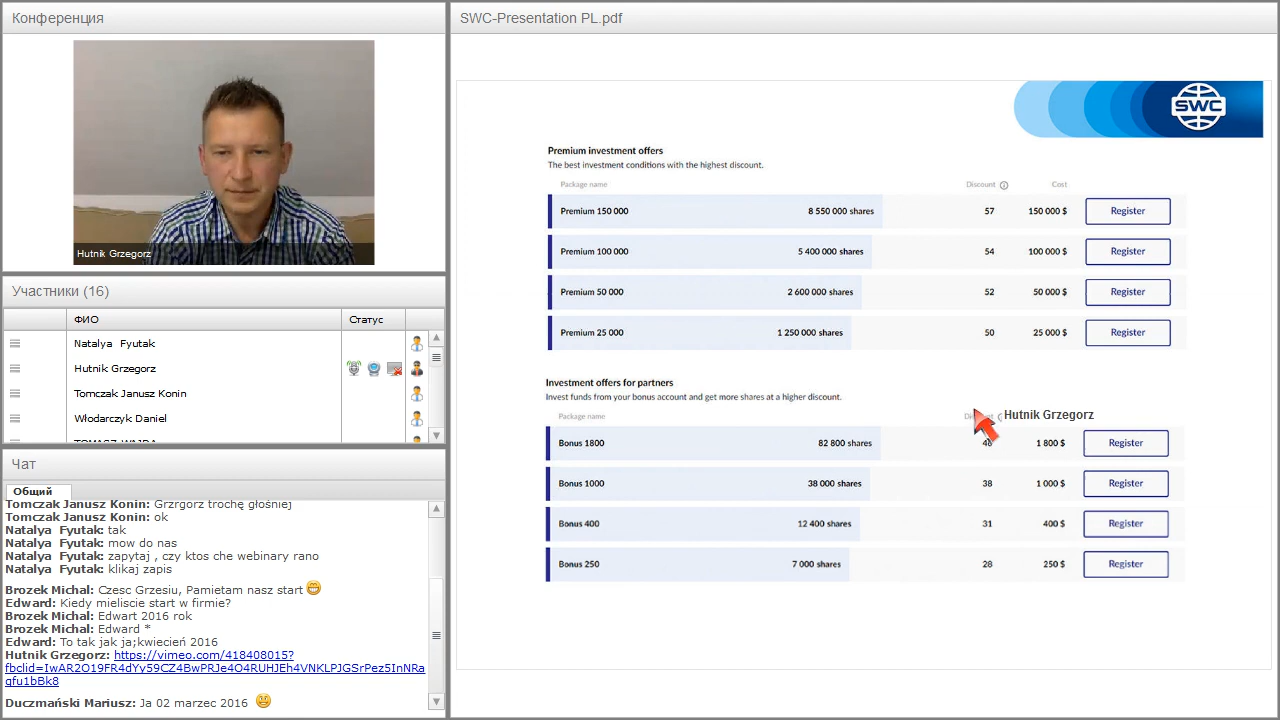 Конференция
Hutnik Grzegorz
Участники (16)
ФИО
Статус
Natalya Fyutak
Hutnik Grzegorz
Tomczak Janusz Konin
Włodarczyk Daniel
TOMASZ WAJDA
Чат
Общий
Tomczak Janusz Konin: Grzrgorz trochę głośniej
Tomczak Janusz Konin: ok
Natalya Fyutak: tak
Natalya Fyutak: mow do nas
Natalya Fyutak: zapytaj , czy ktos che webinary rano
Natalya Fyutak: klikaj zapis
Brozek Michal: Czesc Grzesiu, Pamietam nasz start
Edward: Kiedy mieliscie start w firmie?
Brozek Michal: Edwart 2016 rok
Brozek Michal: Edward *
Edward: To tak jak ja;kwiecień 2016
Hutnik Grzegorz: https://vimeo.com/418408015?
fbclid=IwAR2O19FR4dYy59CZ4BwPRJe4O4RUHJEh4VNKLPJGSrPez5InNRa
qfu1bBk8
Duczmański Mariusz: Ja 02 marzec 2016
SWC-Presentation PL.pdf
SWC
Premium investment offers
The best investment conditions with the highest discount.
Package name Discount Cost
Premium 150 000 8 550 000 shares 57 150 000 $ Register
Premium 100 000 5 400 000 shares 54 100 000 $ Register
Premium 50 000 2 600 000 shares 52 50 000 $ Register
Premium 25 000 1 250 000 shares 50 25 000 $ Register
Investment offers for partners
Invest funds from your bonus account and get more shares at a higher discount.
Package name
Hutnik Grzegorz
Bonus 1800 82 800 shares 1 800 $ Register
Bonus 1000 38 000 shares 38 1 000 $ Register
Bonus 400 12 400 shares 31 400 $ Register
Bonus 250 7 000 shares 28 250 $ Register